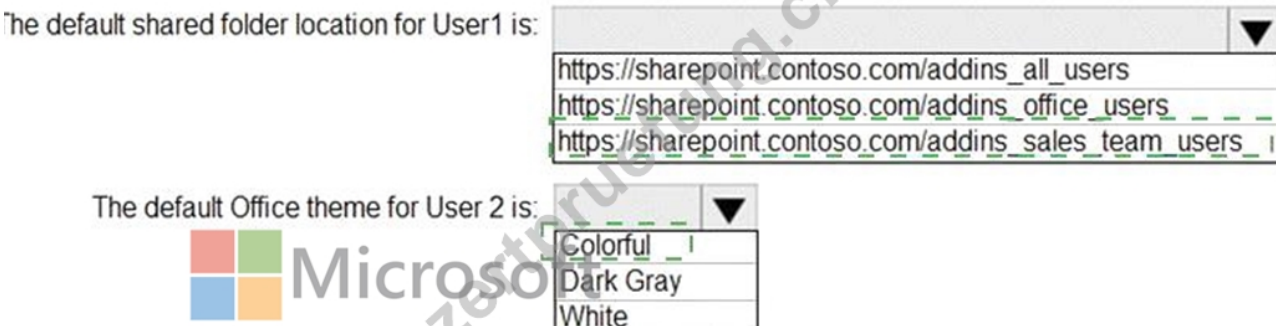 The default shared folder location for User1 is:
https://sharepoint.contoso.com/addins_all_users
https://sharepoint.contoso.com/addins_office_users
https://sharepoint.contoso.com/addins_sales_team_users
The default Office theme for User 2 is:
Colorful
Microsoft
Dark Gray
White